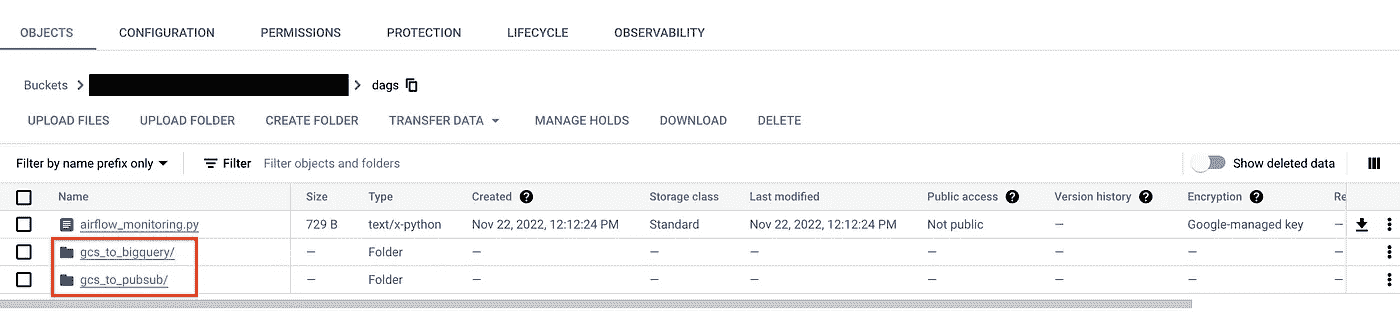 OBJECTS CONFIGURATION PERMISSIONS PROTECTION LIFECYCLE OBSERVABILITY
Buckets > > dags
UPLOAD FILES UPLOAD FOLDER CREATE FOLDER TRANSFER DATA MANAGE HOLDS DOWNLOAD DELETE
Filter by name prefix only Filter Filter objects and folders Show deleted data
Name Size Type Created ? Storage class Last modified Public access ? Version history ? Encryption ? Re
airflow_monitoring.py 729 B text/x-python Nov 22, 2022, 12:12:24 PM Standard Nov 22, 2022, 12:12:24 PM Not public — Google-managed key —
gcs_to_bigquery/ — Folder — — — — — — —
gcs_to_pubsub/ — Folder — — — — — — —